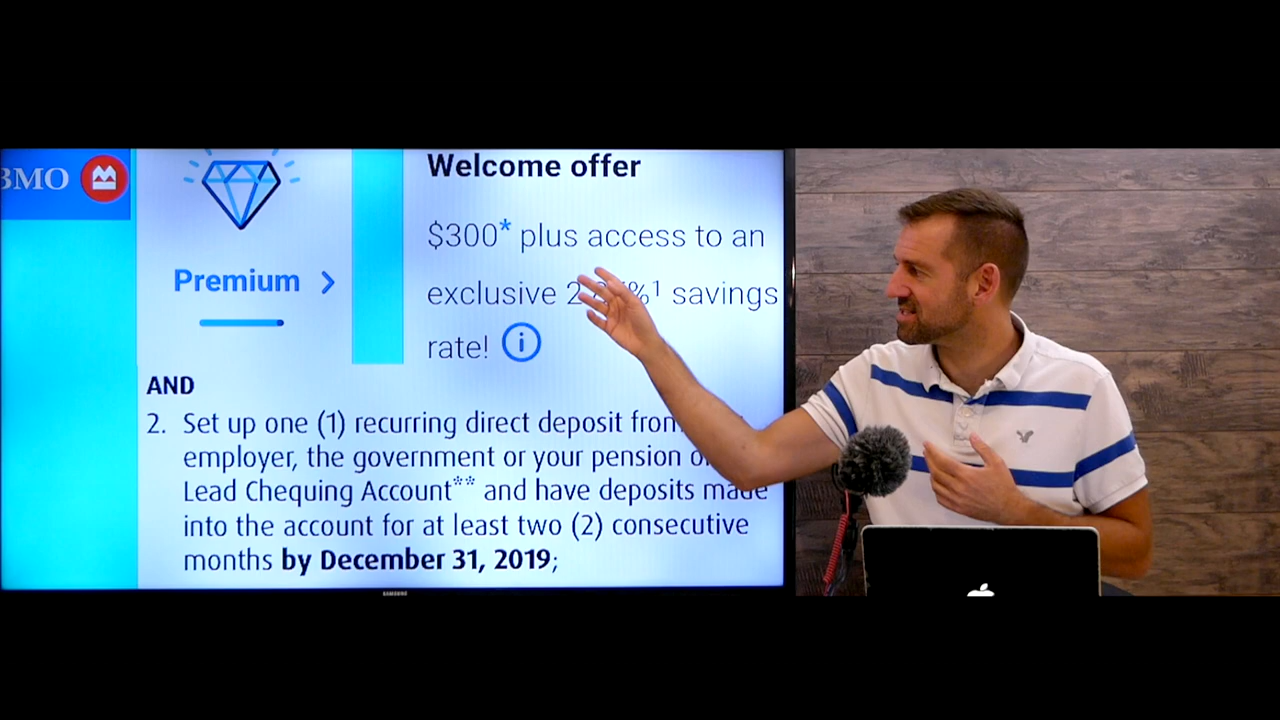 BMO
Premium
Welcome offer
$300* plus access to an
exclusive %¹ savings
rate!
AND
2. Set up one (1) recurring direct deposit from
employer, the government or your pension
Lead Chequing Account** and have deposits made
into the account for at least two (2) consecutive
months by December 31, 2019;
SAMSUNG